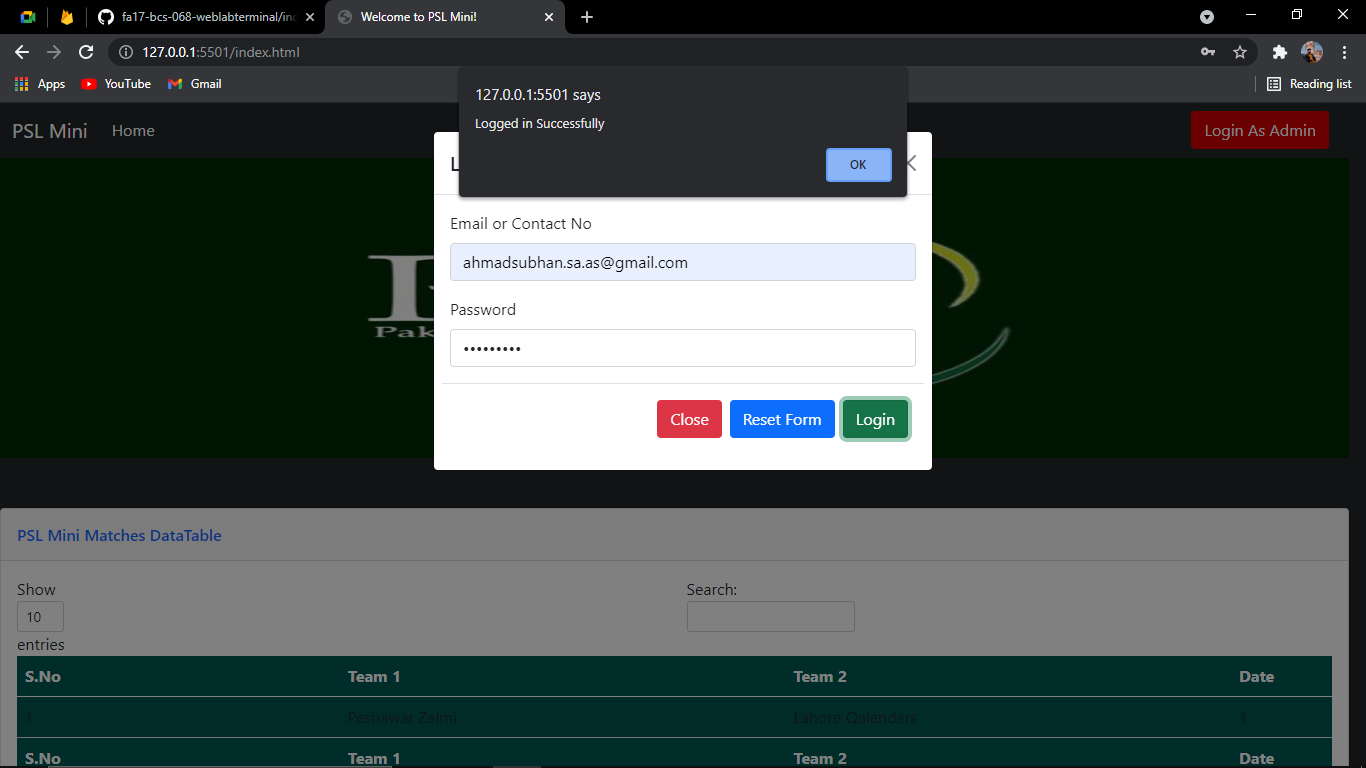 fa17-bcs-068-weblabterminal/in
Welcome to PSL Mini!
127.0.0.1:5501/index.html
Apps
YouTube
Gmail
Reading list
127.0.0.1:5501 says
Logged in Successfully
OK
PSL Mini
Home
Login As Admin
Email or Contact No
ahmadsubhan.sa.as@gmail.com
Password
•••••••••
Close
Reset Form
Login
Pak
PSL Mini Matches DataTable
Show
10
entries
Search:
S.No Team 1 Team 2 Date
1 Peshawar Zalmi Lahore Qalandars 1
S.No Team 1 Team 2 Date